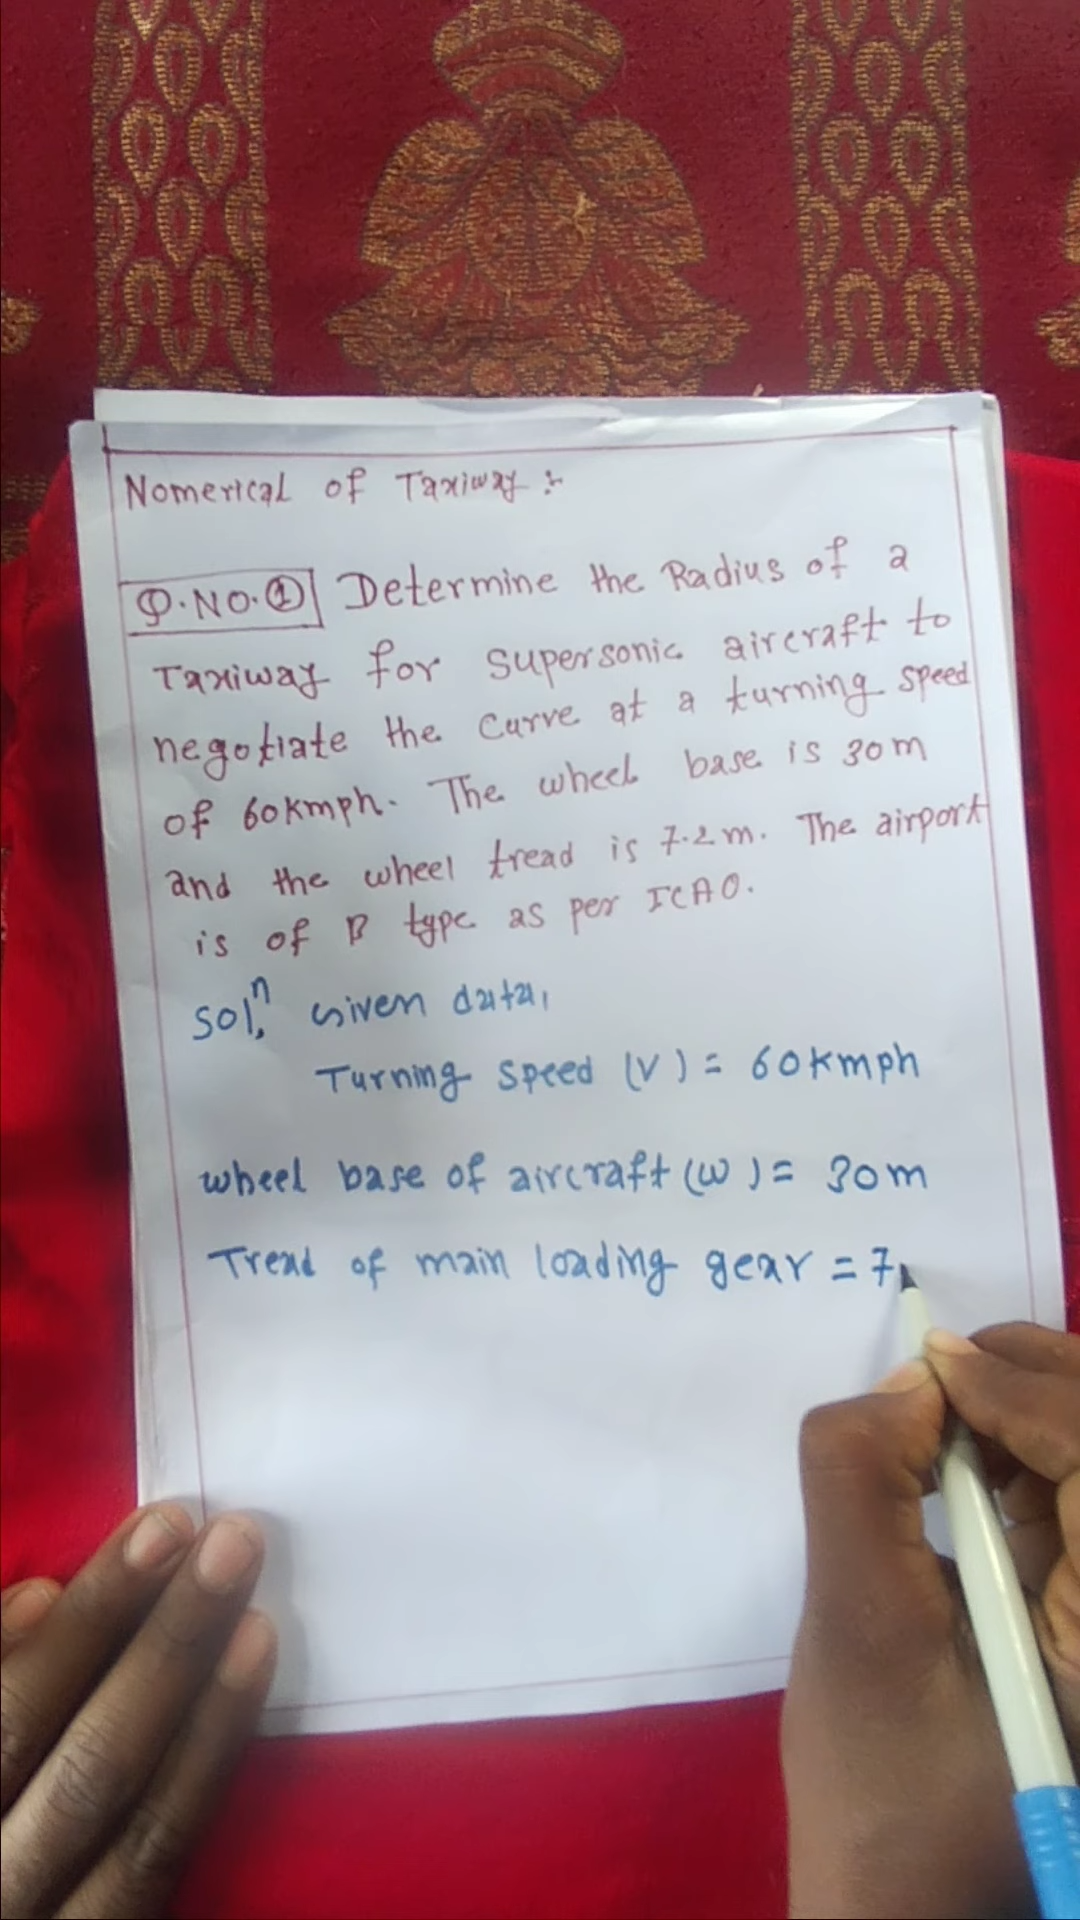 Nomerical of Taxiway :-
Q.NO.① Determine the Radius of a
Taxiway for supersonic aircraft to
negotiate the curve at a turning speed
of 60kmph. The wheel base is 30m
and the wheel tread is 7.2m. The airport
is of B type as per ICAO.
Solⁿ, Given data,
Turning speed (V) = 60kmph
wheel base of aircraft (W) = 30m
Tread of main loading gear = 7.